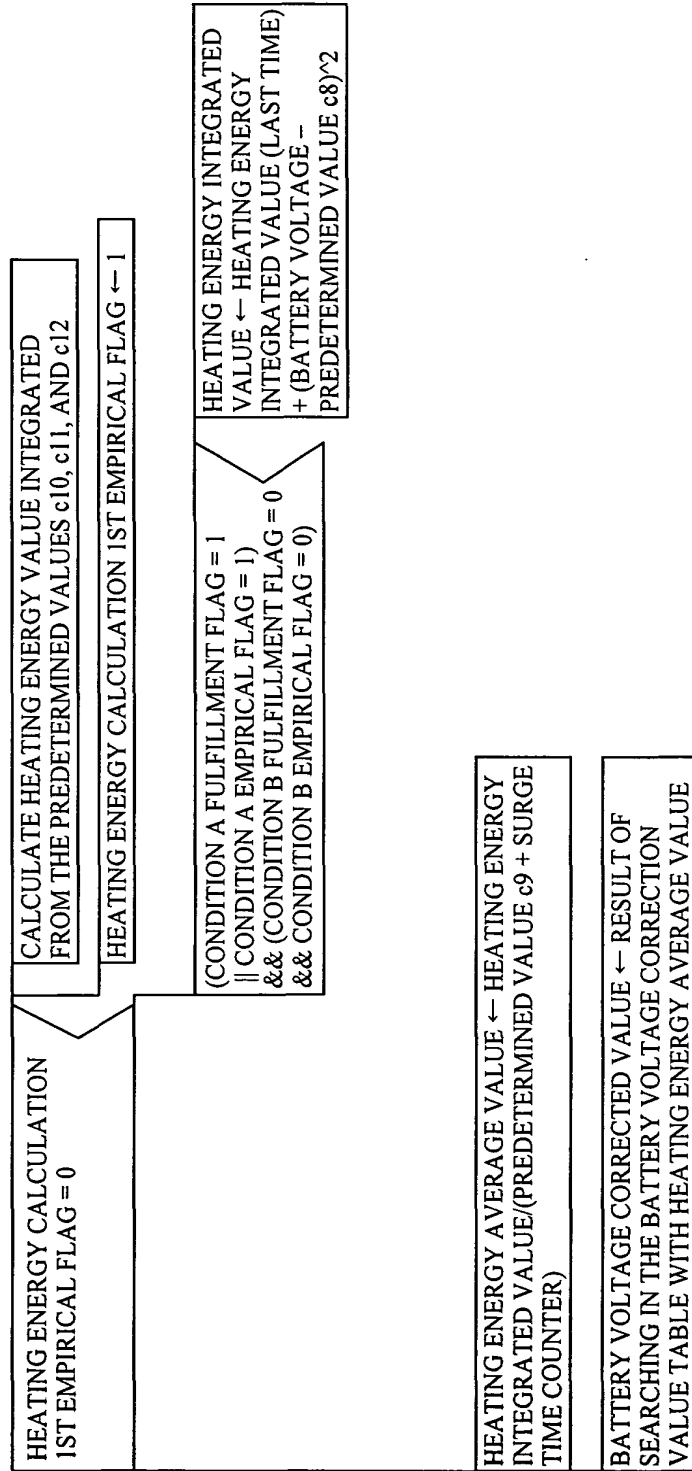 HEATING ENERGY CALCULATION
1ST EMPIRICAL FLAG = 0
CALCULATE HEATING ENERGY VALUE INTEGRATED
FROM THE PREDETERMINED VALUES c10, c11, AND c12
HEATING ENERGY CALCULATION 1ST EMPIRICAL FLAG ← 1
(CONDITION A FULFILLMENT FLAG = 1
|| CONDITION A EMPIRICAL FLAG = 1)
&& (CONDITION B FULFILLMENT FLAG = 0
&& CONDITION B EMPIRICAL FLAG = 0)
HEATING ENERGY INTEGRATED
VALUE ← HEATING ENERGY
INTEGRATED VALUE (LAST TIME)
+ (BATTERY VOLTAGE –
PREDETERMINED VALUE c8)^2
HEATING ENERGY AVERAGE VALUE ← HEATING ENERGY
INTEGRATED VALUE/(PREDETERMINED VALUE c9 + SURGE
TIME COUNTER)
BATTERY VOLTAGE CORRECTED VALUE ← RESULT OF
SEARCHING IN THE BATTERY VOLTAGE CORRECTION
VALUE TABLE WITH HEATING ENERGY AVERAGE VALUE